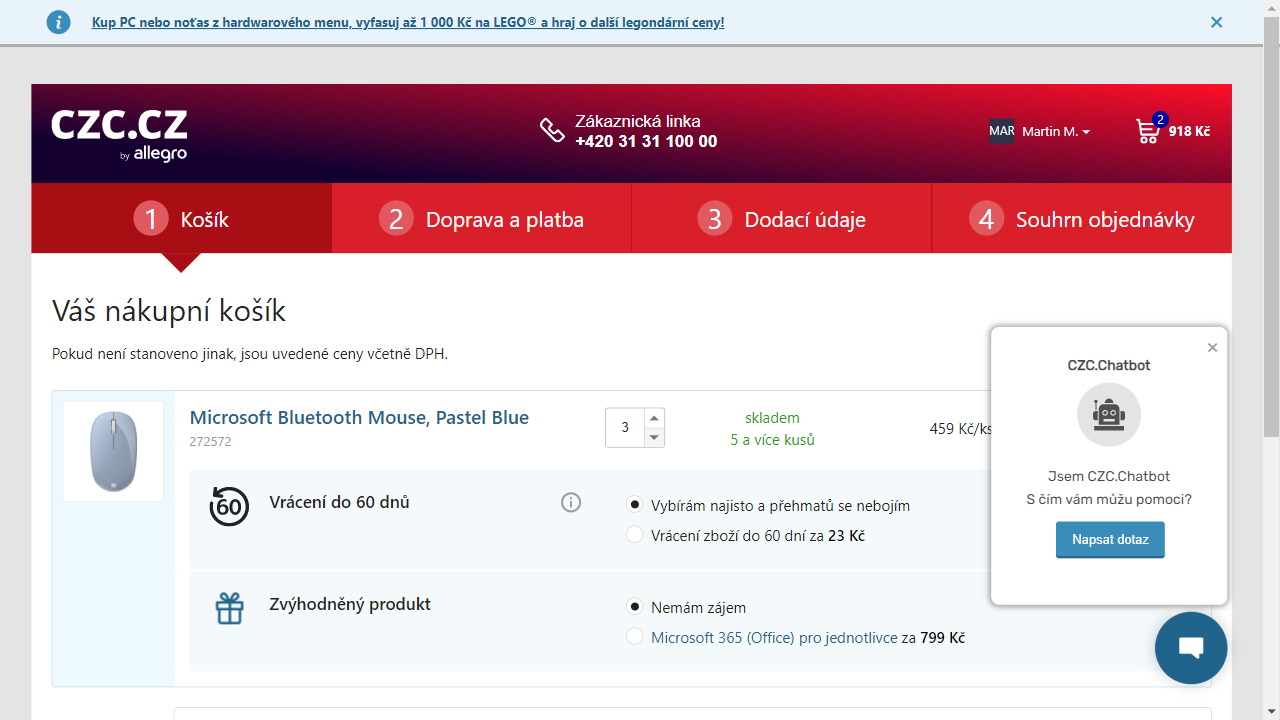 Kup PC nebo noťas z hardwarového menu, vyfasuj až 1 000 Kč na LEGO® a hraj o další legondární ceny!
CZC.CZ
by allegro
Zákaznická linka
+420 31 31 100 00
MAR
Martin M.
2
918 Kč
1 Košík
2 Doprava a platba
3 Dodací údaje
4 Souhrn objednávky
Váš nákupní košík
Pokud není stanoveno jinak, jsou uvedené ceny včetně DPH.
Microsoft Bluetooth Mouse, Pastel Blue
272572
3
skladem
5 a více kusů
459 Kč/ks
60
Vrácení do 60 dnů
Vybírám najisto a přehmatů se nebojím
Vrácení zboží do 60 dní za 23 Kč
Zvýhodněný produkt
Nemám zájem
Microsoft 365 (Office) pro jednotlivce za 799 Kč
CZC.Chatbot
Jsem CZC.Chatbot
S čím vám můžu pomoci?
Napsat dotaz